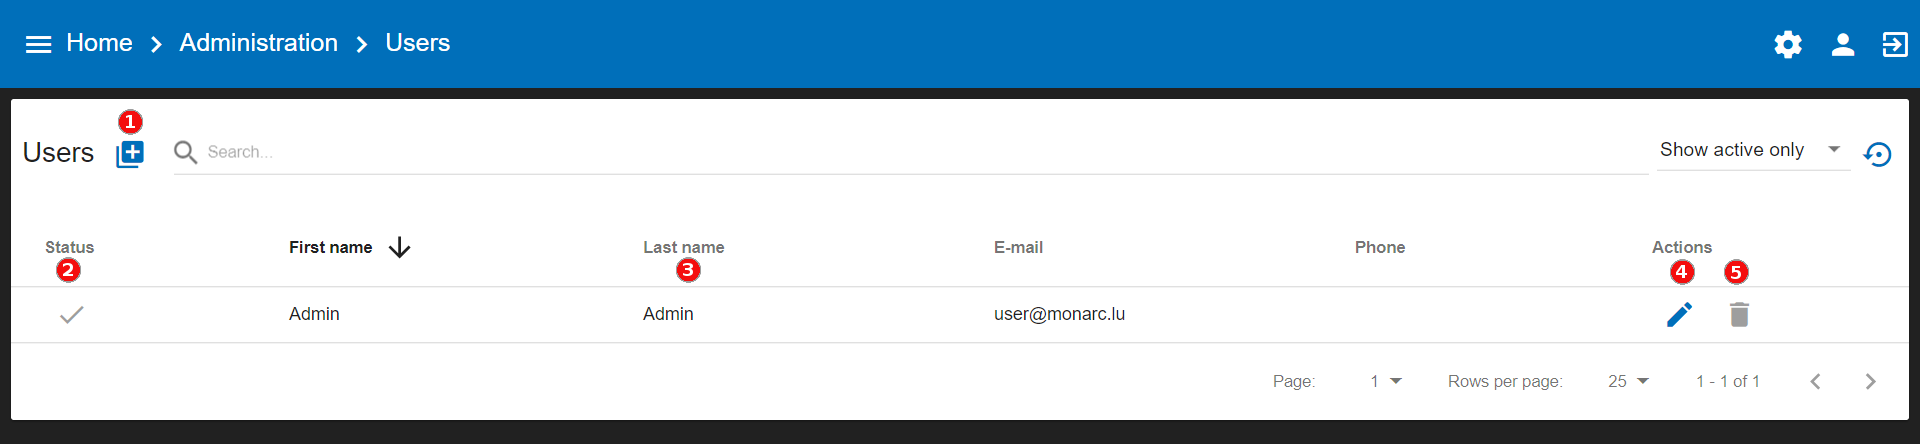 Home Administration Users
1
Users Search... Show active only
Status First name Last name E-mail Phone Actions
2 3 4 5
Admin Admin user@monarc.lu
Page: 1 Rows per page: 25 1 - 1 of 1